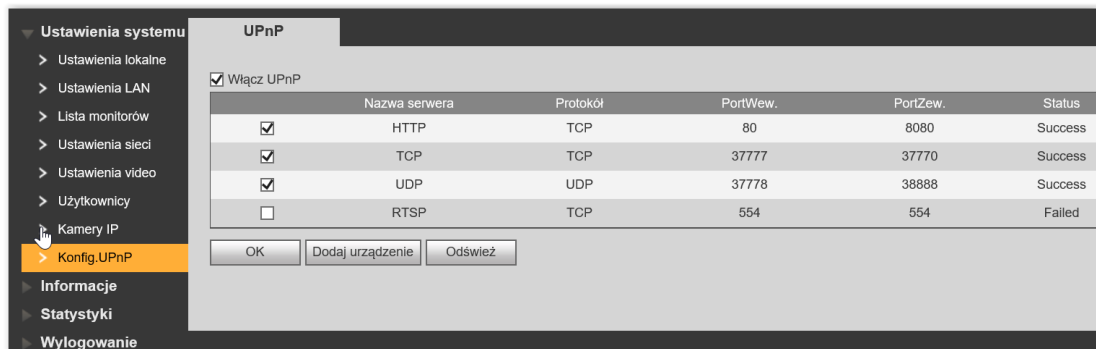 Ustawienia systemu
Ustawienia lokalne
Ustawienia LAN
Lista monitorów
Ustawienia sieci
Ustawienia video
Użytkownicy
Kamery IP
Konfig.UPnP
Informacje
Statystyki
Wylogowanie
UPnP
Włącz UPnP
Nazwa serwera Protokół PortWew. PortZew. Status
HTTP TCP 80 8080 Success
TCP TCP 37777 37770 Success
UDP UDP 37778 38888 Success
RTSP TCP 554 554 Failed
OK Dodaj urządzenie Odśwież